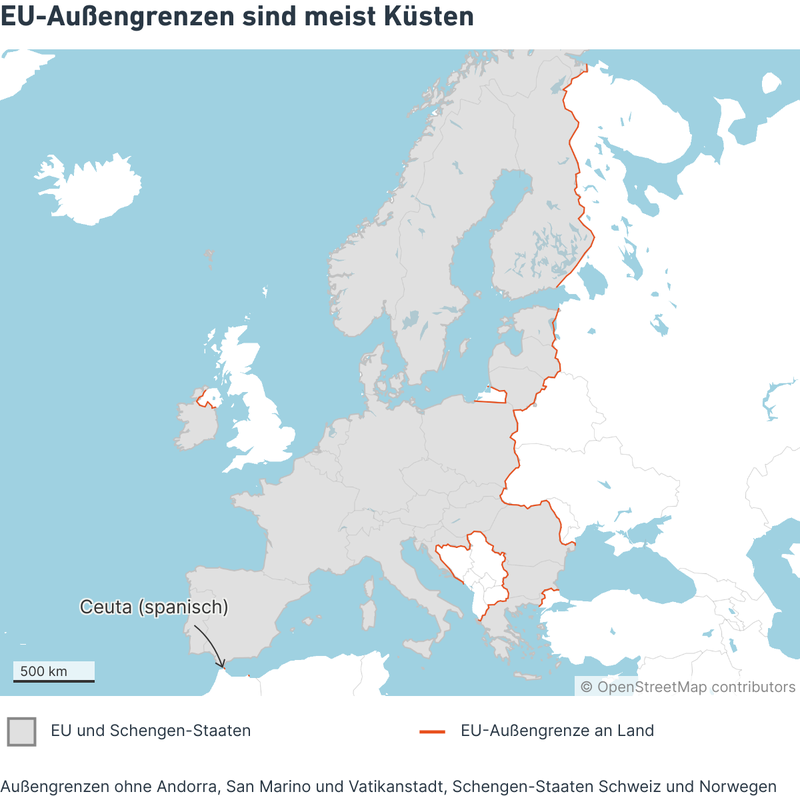 EU-Außengrenzen sind meist Küsten
Ceuta (spanisch)
500 km
© OpenStreetMap contributors
EU und Schengen-Staaten
EU-Außengrenze an Land
Außengrenzen ohne Andorra, San Marino und Vatikanstadt, Schengen-Staaten Schweiz und Norwegen